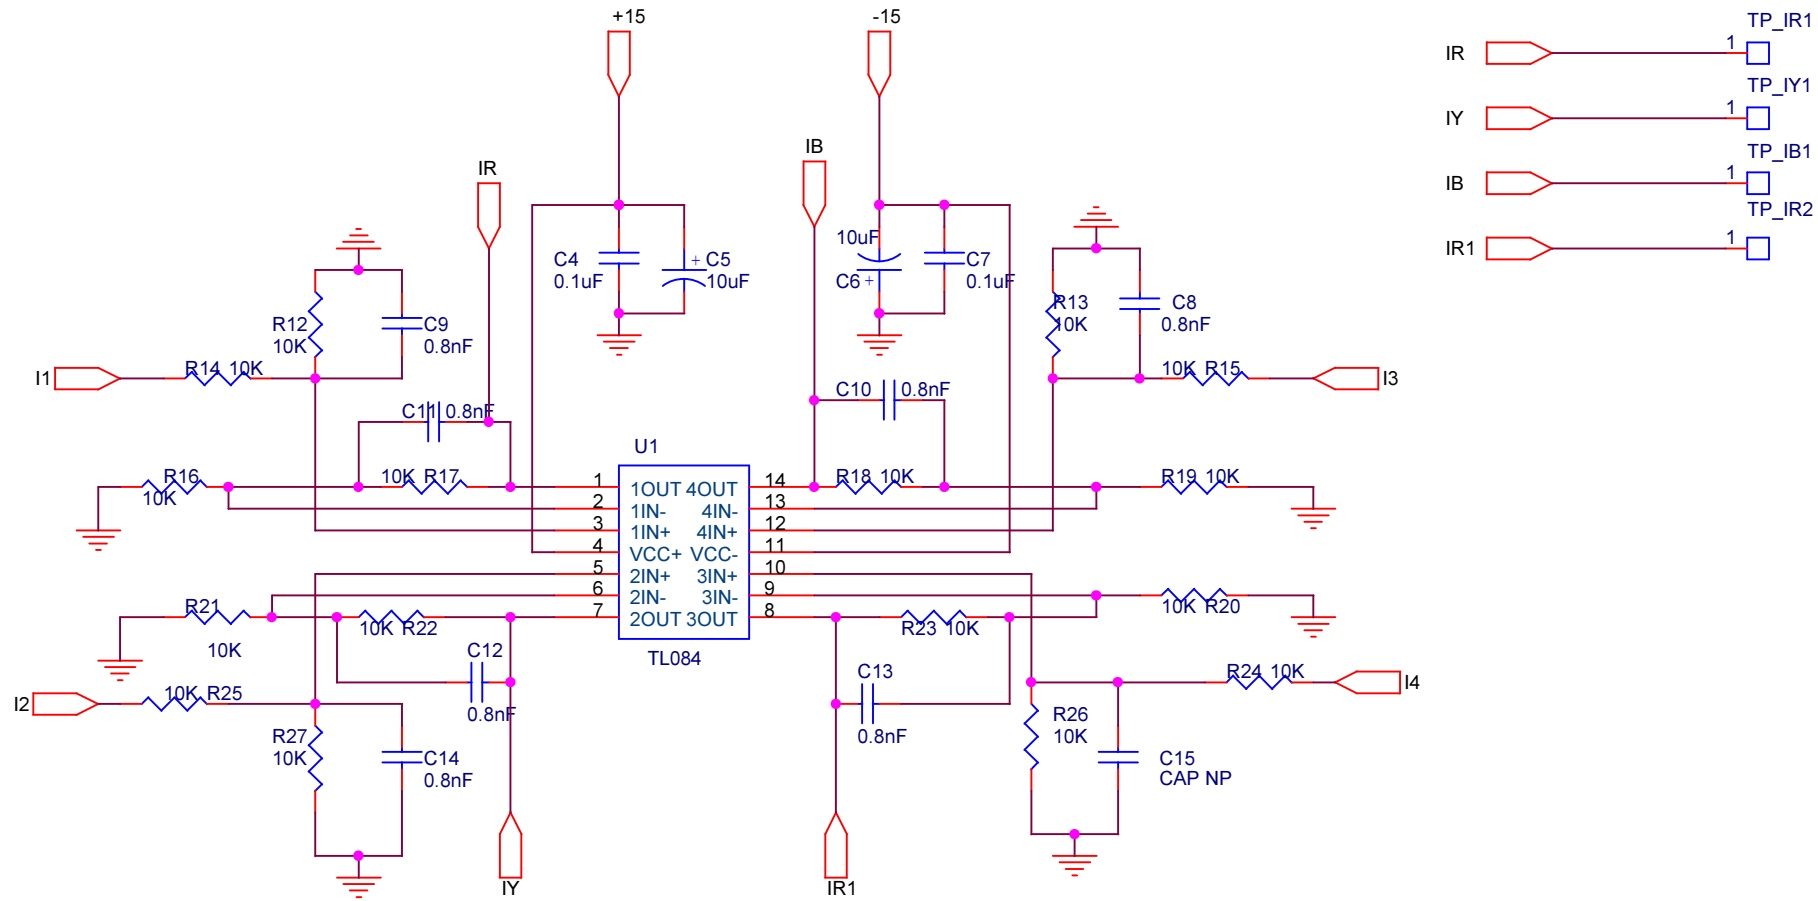 +15
-15
TP_IR1
IR
1
TP_IY1
IY
1
TP_IB1
IB
1
TP_IR2
IR1
1
IR
IB
C4
0.1uF
+ C5
10uF
10uF
C6 +
C7
0.1uF
R12
10K
C9
0.8nF
R13
10K
C8
0.8nF
I1
R14 10K
10K R15
I3
C11 0.8nF
C10 0.8nF
U1
R16
10K
10K R17
R18 10K
R19 10K
1 1OUT 4OUT 14
2 1IN- 4IN- 13
3 1IN+ 4IN+ 12
4 VCC+ VCC- 11
5 2IN+ 3IN+ 10
6 2IN- 3IN- 9
7 2OUT 3OUT 8
TL084
R21
10K
10K R22
R23 10K
10K R20
C12
0.8nF
C13
0.8nF
R24 10K
I4
I2
10K R25
R27
10K
C14
0.8nF
R26
10K
C15
CAP NP
IY
IR1